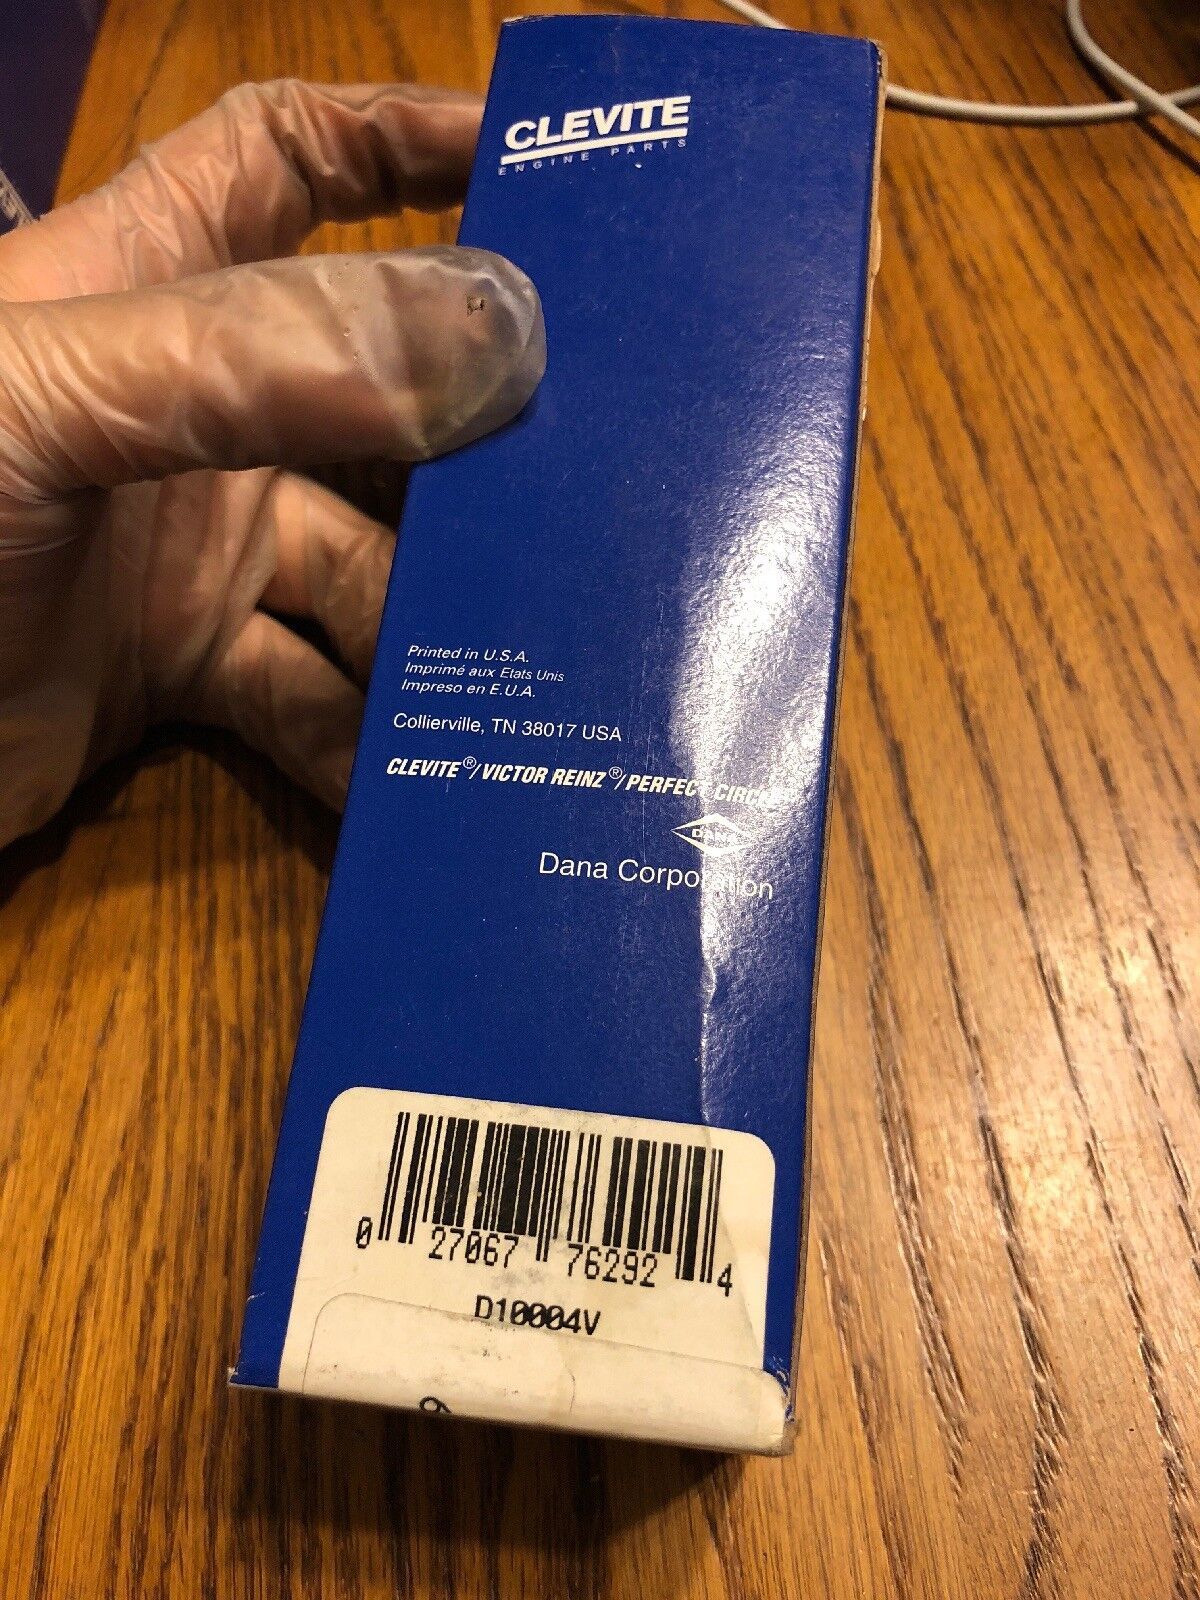 CLEVITE
ENGINE PARTS
Printed in U.S.A.
Imprimé aux Etats Unis
Impreso en E.U.A.
Collierville, TN 38017 USA
CLEVITE®/VICTOR REINZ®/PERFECT CIRCLE
DANA
Dana Corporation
0 27067 76292 4
D10004V